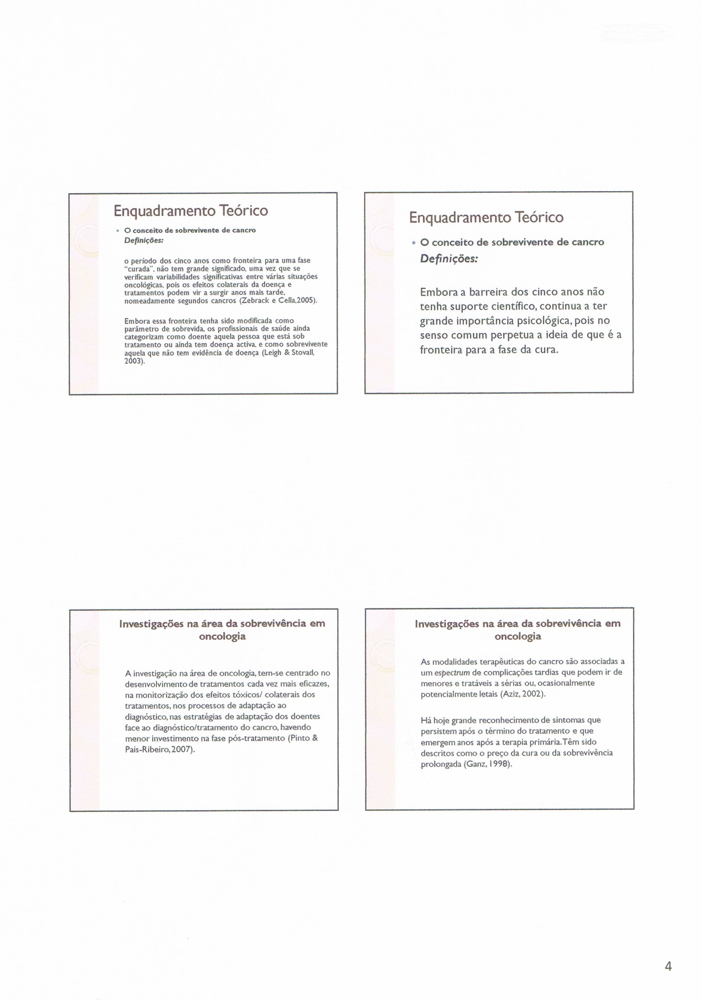 Enquadramento Teórico
• O conceito de sobrevivente de cancro
Definições:
o período dos cinco anos como fronteira para uma fase
“curada”, não tem grande significado, uma vez que se
verificam variabilidades significativas entre várias situações
oncológicas, pois os efeitos colaterais da doença e
tratamentos podem vir a surgir anos mais tarde,
nomeadamente segundos cancros (Zebrack e Cella,2005).
Embora essa fronteira tenha sido modificada como
parâmetro de sobrevida, os profissionais de saúde ainda
categorizam como doente aquela pessoa que está sob
tratamento ou ainda tem doença activa, e como sobrevivente
aquela que não tem evidência de doença (Leigh & Stovall,
2003).
Enquadramento Teórico
• O conceito de sobrevivente de cancro
Definições:
Embora a barreira dos cinco anos não
tenha suporte científico, continua a ter
grande importância psicológica, pois no
senso comum perpetua a ideia de que é a
fronteira para a fase da cura.
Investigações na área da sobrevivência em
oncologia
A investigação na área de oncologia, tem-se centrado no
desenvolvimento de tratamentos cada vez mais eficazes,
na monitorização dos efeitos tóxicos/ colaterais dos
tratamentos, nos processos de adaptação ao
diagnóstico, nas estratégias de adaptação dos doentes
face ao diagnóstico/tratamento do cancro, havendo
menor investimento na fase pós-tratamento (Pinto &
Pais-Ribeiro, 2007).
Investigações na área da sobrevivência em
oncologia
As modalidades terapêuticas do cancro são associadas a
um espectrum de complicações tardias que podem ir de
menores e tratáveis a sérias ou, ocasionalmente
potencialmente letais (Aziz, 2002).
Há hoje grande reconhecimento de sintomas que
persistem após o término do tratamento e que
emergem anos após a terapia primária. Têm sido
descritos como o preço da cura ou da sobrevivência
prolongada (Ganz, 1998).
4